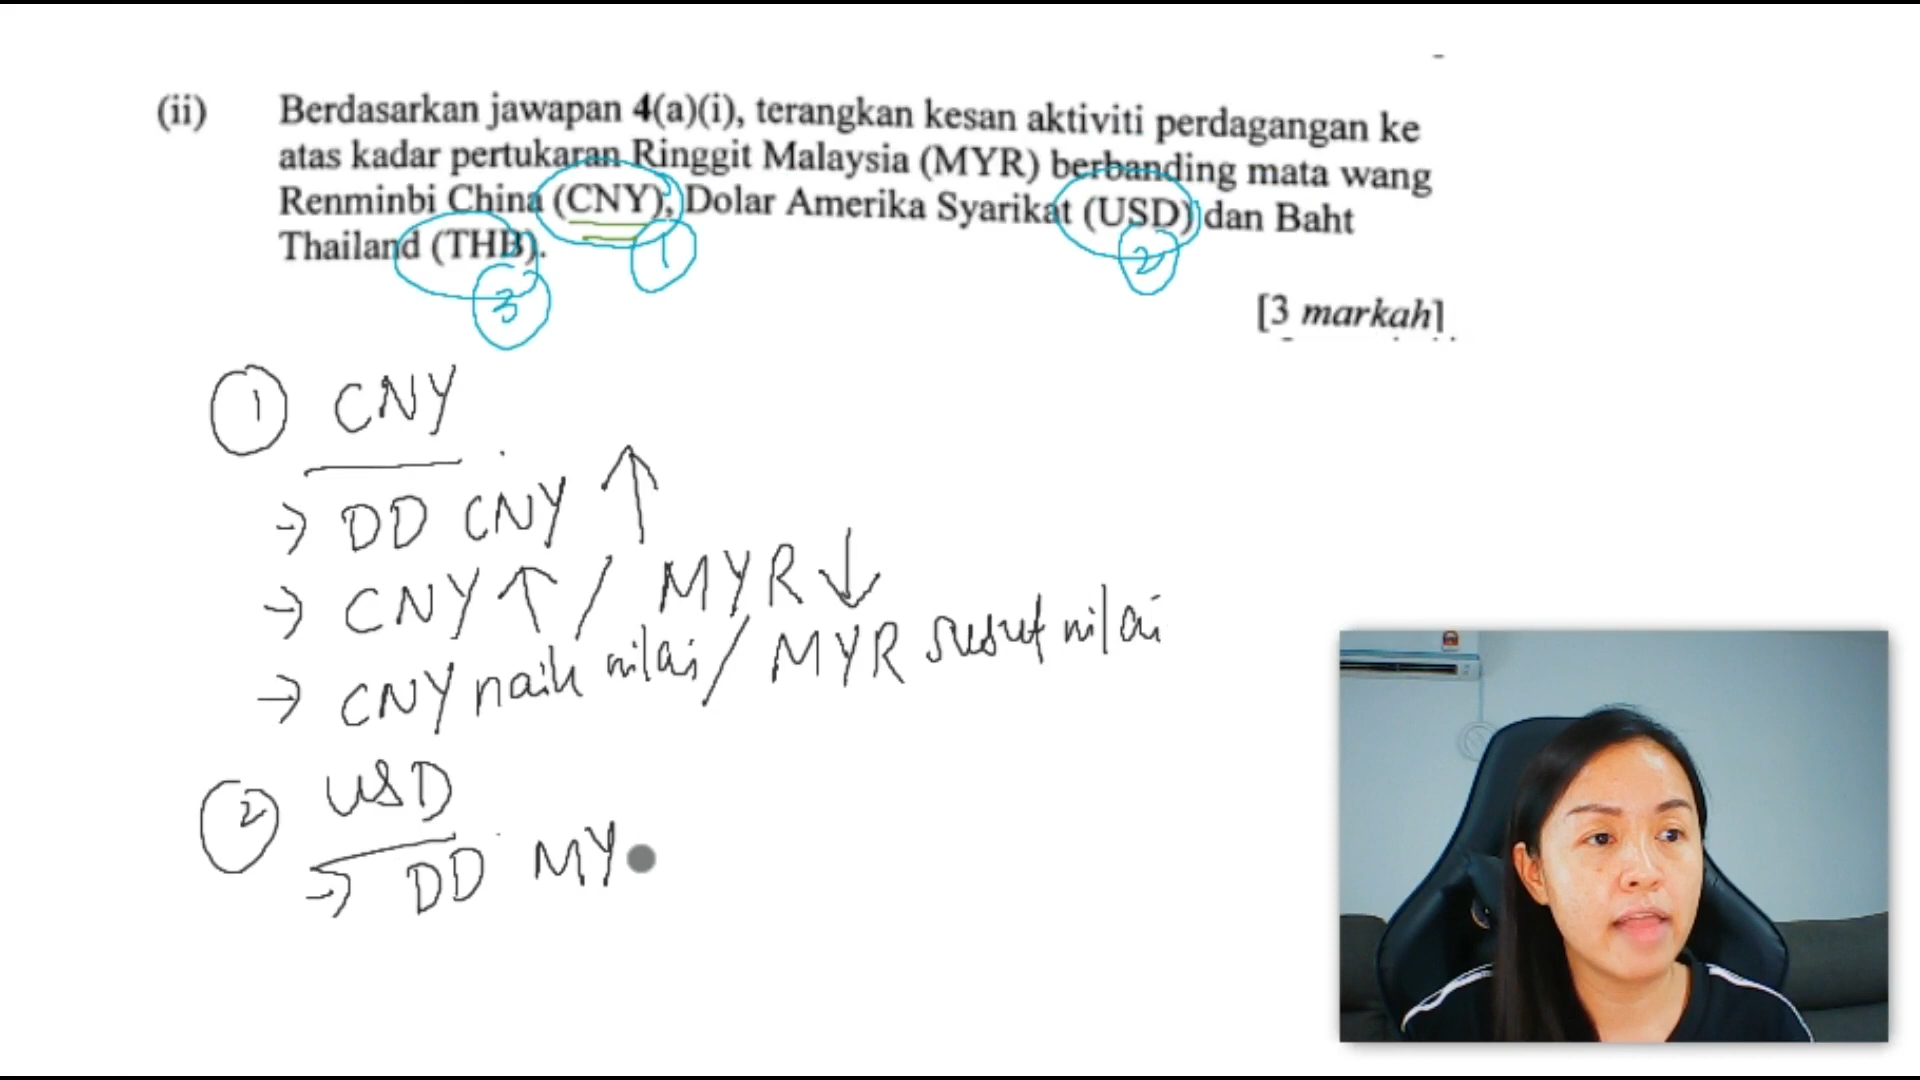 (ii) Berdasarkan jawapan 4(a)(i), terangkan kesan aktiviti perdagangan ke
atas kadar pertukaran Ringgit Malaysia (MYR) berbanding mata wang
Renminbi China (CNY), Dolar Amerika Syarikat (USD) dan Baht
Thailand (THB).
1
2
3
[3 markah]
① CNY
→ DD CNY ↑
→ CNY ↑ / MYR ↓
→ CNY naik nilai / MYR susut nilai
② USD
→ DD MY